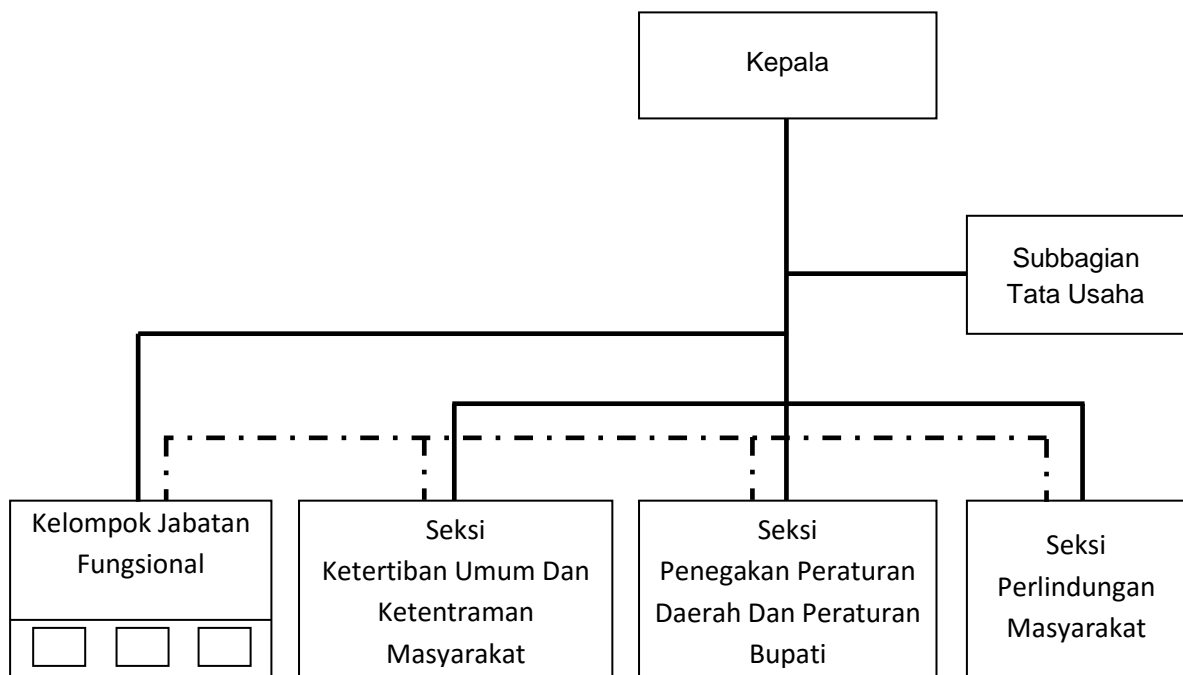 Kepala
Subbagian
Tata Usaha
Kelompok Jabatan
Fungsional
Seksi
Ketertiban Umum Dan
Ketentraman
Masyarakat
Seksi
Penegakan Peraturan
Daerah Dan Peraturan
Bupati
Seksi
Perlindungan
Masyarakat